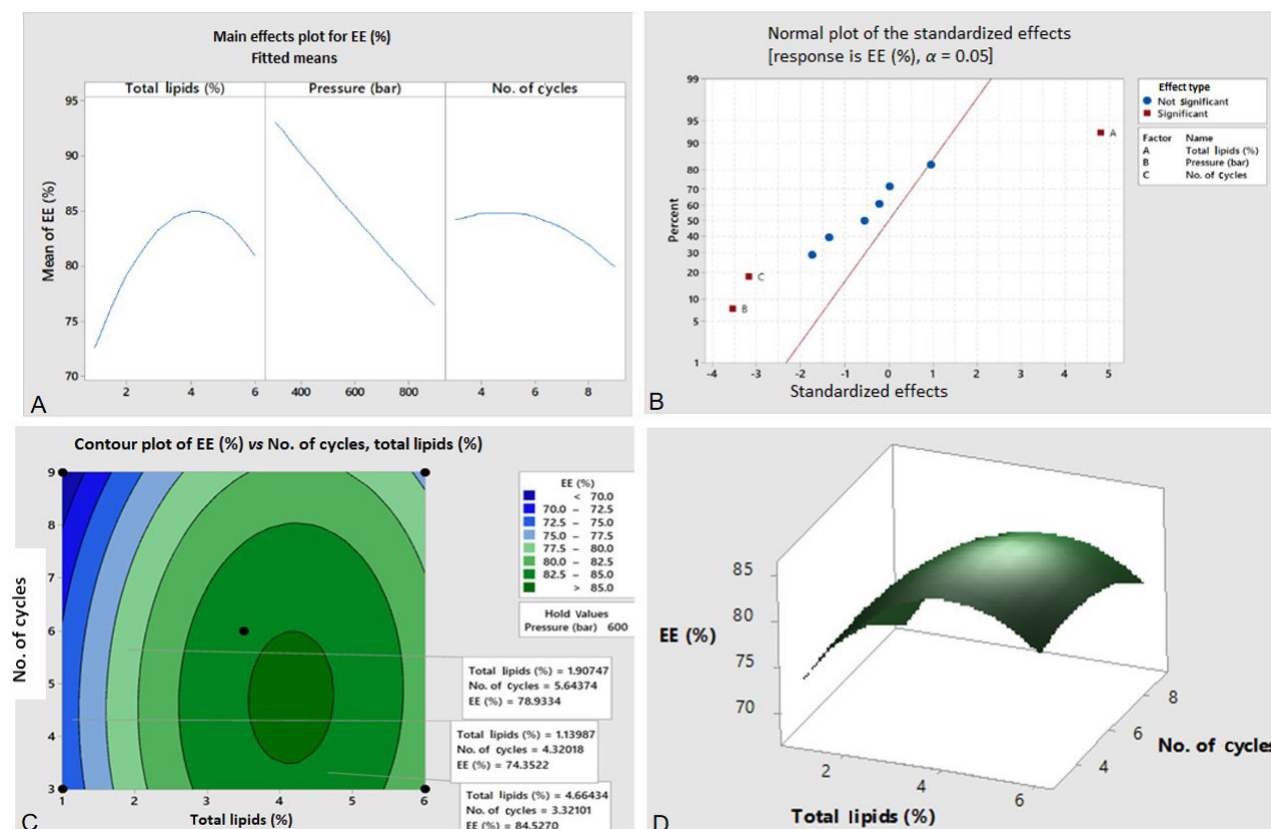 Main effects plot for EE (%)
Fitted means
Total lipids (%) Pressure (bar) No. of cycles
Mean of EE (%)
95
90
85
80
75
70
2 4 6 400 600 800 4 6 8
A
Normal plot of the standardized effects
[response is EE (%), α = 0.05]
Percent
99
95
90
80
70
60
50
40
30
20
10
5
1
A
C
B
-4 -3 -2 -1 0 1 2 3 4 5
Standardized effects
Effect type
Not significant
Significant
Factor Name
A Total lipids (%)
B Pressure (bar)
C No. of cycles
B
Contour plot of EE (%) vs No. of cycles, total lipids (%)
No. of cycles
9
8
7
6
5
4
3
1 2 3 4 5 6
Total lipids (%)
EE (%)
< 70.0
70.0 – 72.5
72.5 – 75.0
75.0 – 77.5
77.5 – 80.0
80.0 – 82.5
82.5 – 85.0
> 85.0
Hold Values
Pressure (bar) 600
Total lipids (%) = 1.90747
No. of cycles = 5.64374
EE (%) = 78.9334
Total lipids (%) = 1.13987
No. of cycles = 4.32018
EE (%) = 74.3522
Total lipids (%) = 4.66434
No. of cycles = 3.32101
EE (%) = 84.5270
C
EE (%)
85
80
75
70
2 4 6
Total lipids (%)
4 6 8
No. of cycles
D